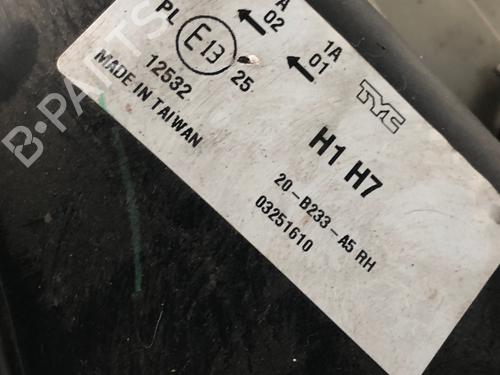 A
02
1A
01
PL
E13
25
12532
MADE IN TAIWAN
TYC
H1 H7
20-B233-A5 RH
03251610
B-PARTS